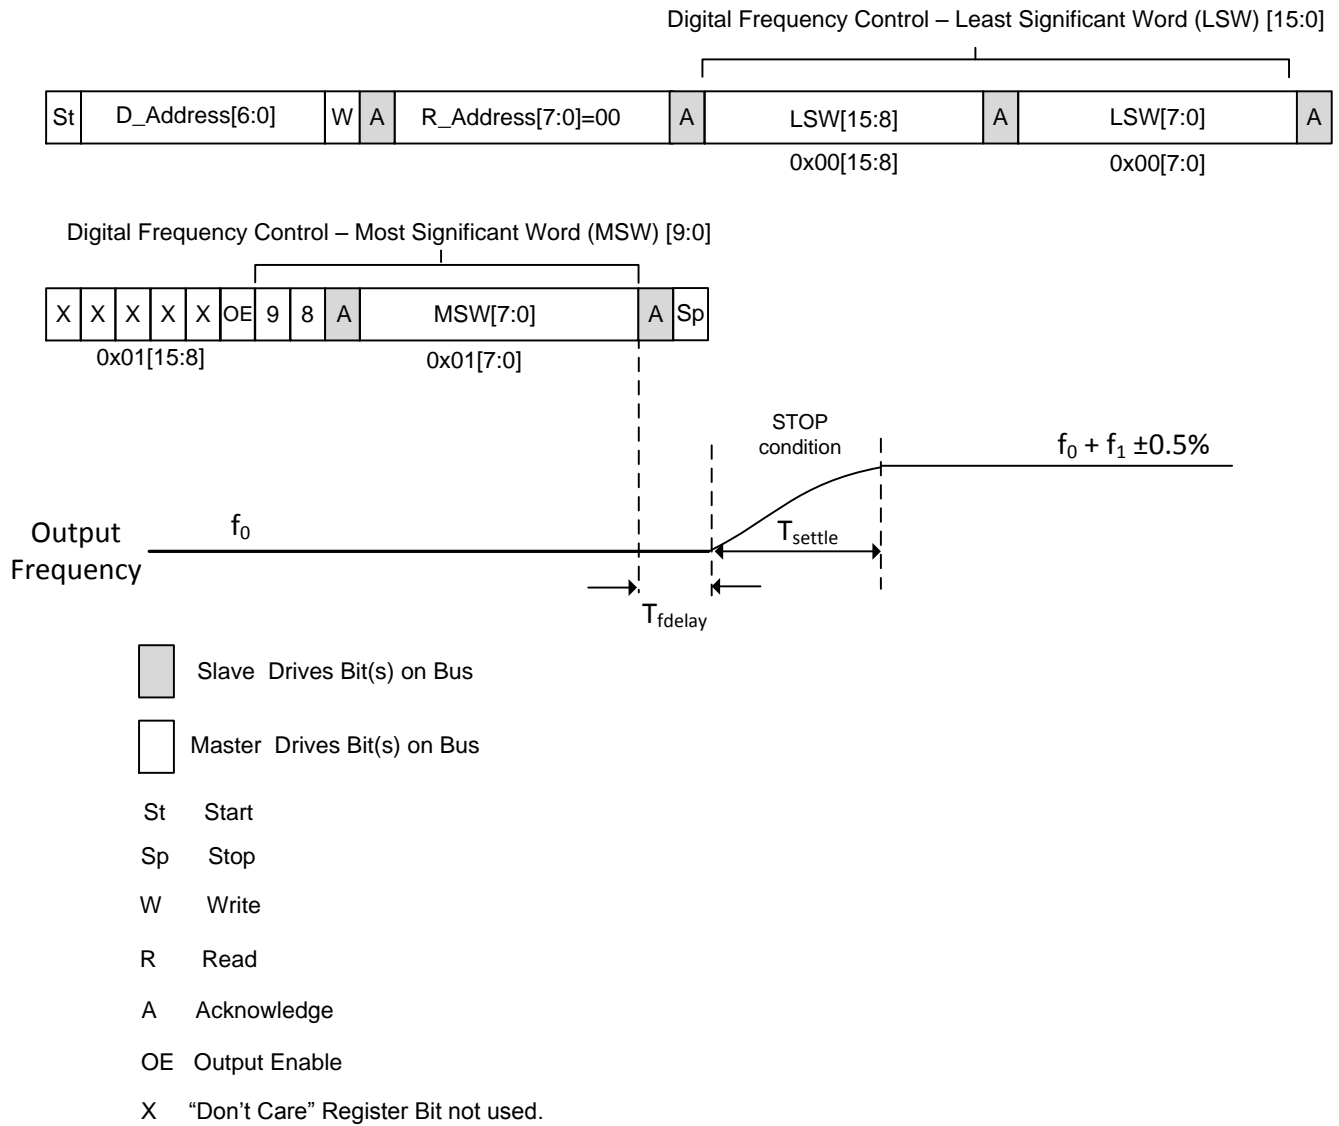 Digital Frequency Control – Least Significant Word (LSW) [15:0]
St D_Address[6:0] W A R_Address[7:0]=00 A LSW[15:8] A LSW[7:0] A
0x00[15:8] 0x00[7:0]
Digital Frequency Control – Most Significant Word (MSW) [9:0]
X X X X X OE 9 8 A MSW[7:0] A Sp
0x01[15:8] 0x01[7:0]
STOP
condition
f0 + f1 ±0.5%
f0
Output
Frequency
Tsettle
Tfdelay
Slave Drives Bit(s) on Bus
Master Drives Bit(s) on Bus
St Start
Sp Stop
W Write
R Read
A Acknowledge
OE Output Enable
X “Don’t Care” Register Bit not used.